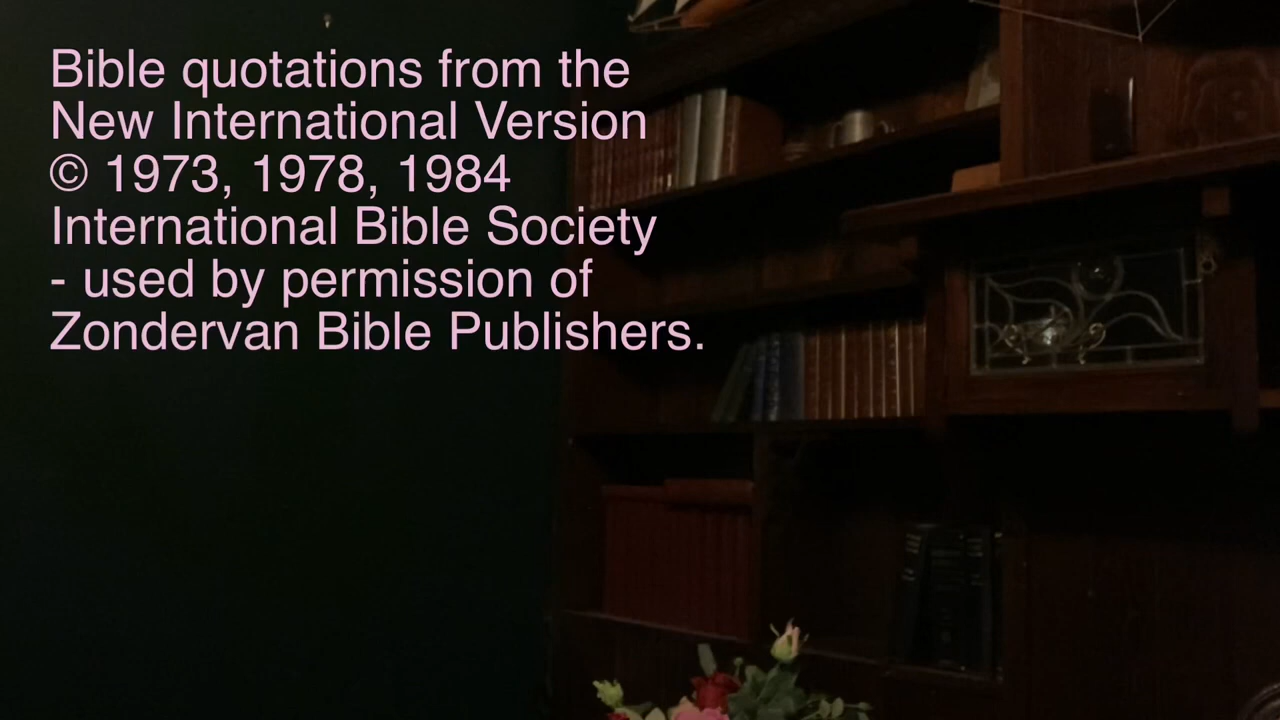 Bible quotations from the
New International Version
© 1973, 1978, 1984
International Bible Society
- used by permission of
Zondervan Bible Publishers.